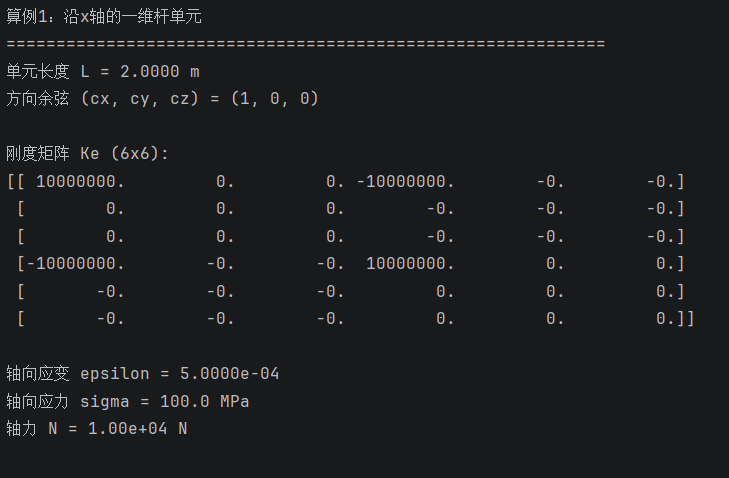 算例1：沿x轴的一维杆单元
============================================================
单元长度 L = 2.0000 m
方向余弦 (cx, cy, cz) = (1, 0, 0)
刚度矩阵 Ke (6x6):
[[ 10000000.         0.         0. -10000000.        -0.        -0.]
 [        0.         0.         0.        -0.        -0.        -0.]
 [        0.         0.         0.        -0.        -0.        -0.]
 [-10000000.        -0.        -0.  10000000.         0.         0.]
 [       -0.        -0.        -0.         0.         0.         0.]
 [       -0.        -0.        -0.         0.         0.         0.]]
轴向应变 epsilon = 5.0000e-04
轴向应力 sigma = 100.0 MPa
轴力 N = 1.00e+04 N